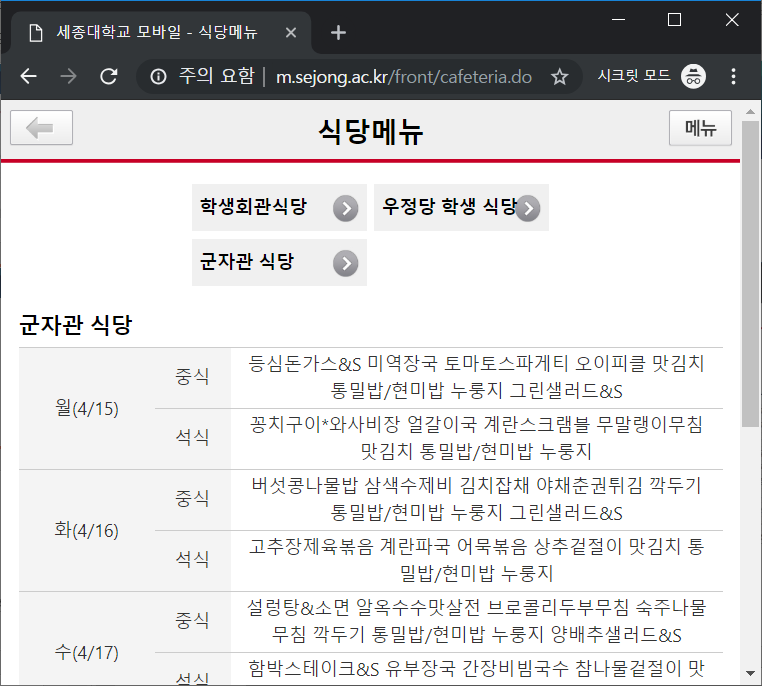 세종대학교 모바일 - 식당메뉴
주의 요함 | m.sejong.ac.kr/front/cafeteria.do
시크릿 모드
식당메뉴
메뉴
학생회관식당
우정당 학생 식당
군자관 식당
군자관 식당
월(4/15)
중식
등심돈가스&S 미역장국 토마토스파게티 오이피클 맛김치
통밀밥/현미밥 누룽지 그린샐러드&S
석식
꽁치구이*와사비장 얼갈이국 계란스크램블 무말랭이무침
맛김치 통밀밥/현미밥 누룽지
화(4/16)
중식
버섯콩나물밥 삼색수제비 김치잡채 야채춘권튀김 깍두기
통밀밥/현미밥 누룽지 그린샐러드&S
석식
고추장제육볶음 계란파국 어묵볶음 상추겉절이 맛김치 통
밀밥/현미밥 누룽지
수(4/17)
중식
설렁탕&소면 알옥수수맛살전 브로콜리두부무침 숙주나물
무침 깍두기 통밀밥/현미밥 누룽지 양배추샐러드&S
석식
함박스테이크&S 유부장국 간장비빔국수 참나물겉절이 맛